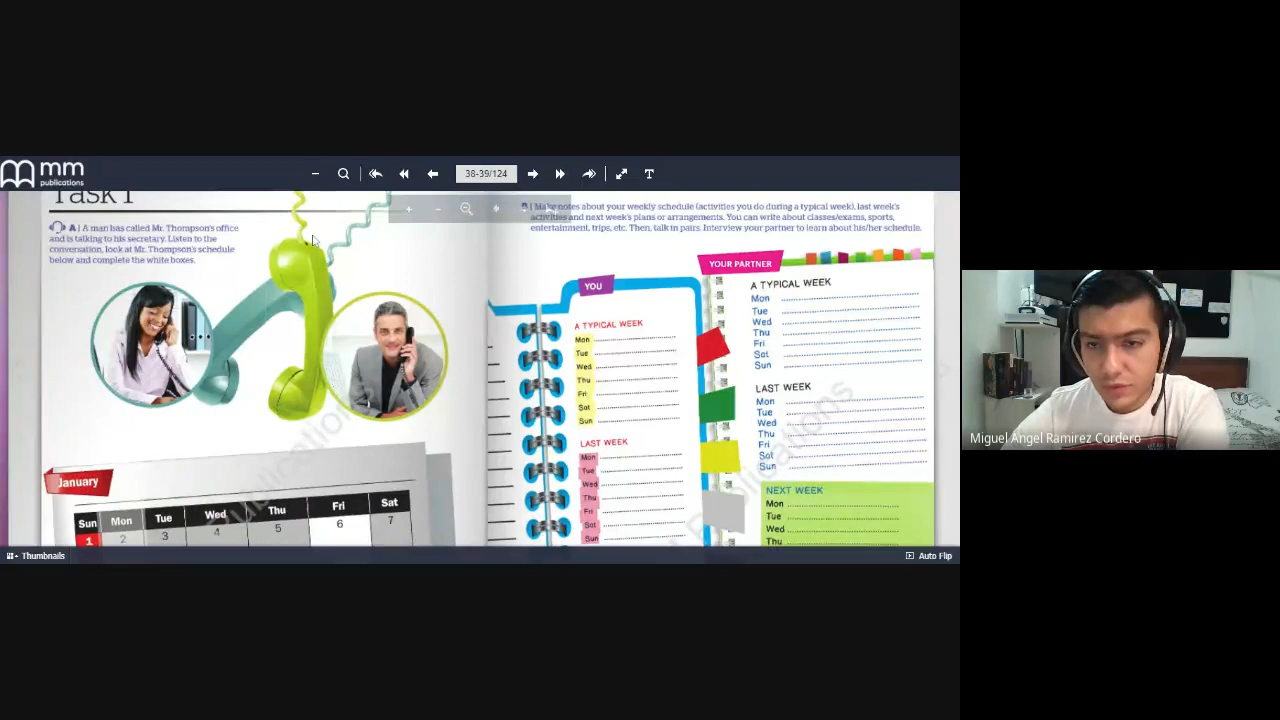 mm
publications
38-39/124
T
Task 1
A | A man has called Mr. Thompson's office
and is talking to his secretary. Listen to the
conversation, look at Mr. Thompson's schedule
below and complete the white boxes.
B | Make notes about your weekly schedule (activities you do during a typical week), last week's
activities and next week's plans or arrangements. You can write about classes/exams, sports,
entertainment, trips, etc. Then, talk in pairs. Interview your partner to learn about his/her schedule.
January
Sun Mon Tue Wed Thu Fri Sat
1 2 3 4 5 6 7
YOU
A TYPICAL WEEK
Mon
Tue
Wed
Thu
Fri
Sat
Sun
LAST WEEK
Mon
Tue
Wed
Thu
Fri
Sat
Sun
YOUR PARTNER
A TYPICAL WEEK
Mon
Tue
Wed
Thu
Fri
Sat
Sun
LAST WEEK
Mon
Tue
Wed
Thu
Fri
Sat
Sun
NEXT WEEK
Mon
Tue
Wed
Thu
Thumbnails
Auto Flip
Miguel Angel Ramirez Cordero